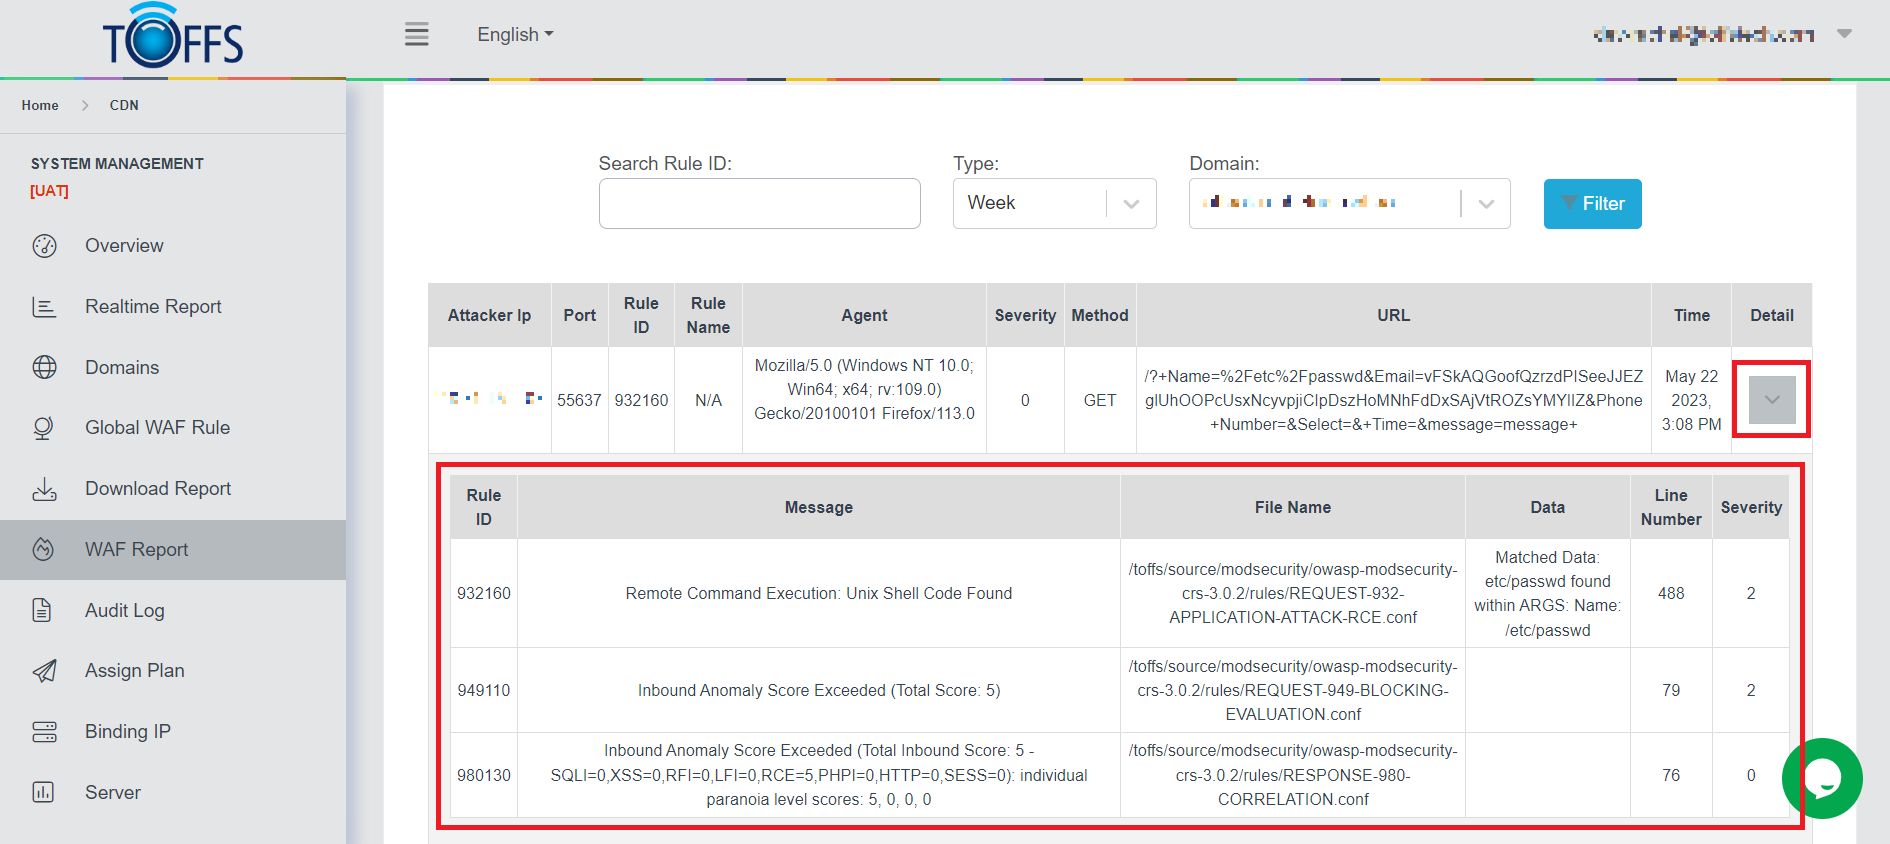 TOFFS
English
Home > CDN
SYSTEM MANAGEMENT
[UAT]
Overview
Realtime Report
Domains
Global WAF Rule
Download Report
WAF Report
Audit Log
Assign Plan
Binding IP
Server
Search Rule ID:
Type:
Domain:
Week
Filter
Attacker Ip
Port
Rule
ID
Rule
Name
Agent
Severity
Method
URL
Time
Detail
55637
932160
N/A
Mozilla/5.0 (Windows NT 10.0;
Win64; x64; rv:109.0)
Gecko/20100101 Firefox/113.0
0
GET
/?+Name=%2Fetc%2Fpasswd&Email=vFSkAQGoofQzrzdPISeeJJEZ
glUhOOPcUsxNcyvpjiCIpDszHoMNhFdDxSAjVtROZsYMYIIZ&Phone
+Number=&Select=&+Time=&message=message+
May 22
2023,
3:08 PM
Rule
ID
Message
File Name
Data
Line
Number
Severity
932160
Remote Command Execution: Unix Shell Code Found
/toffs/source/modsecurity/owasp-modsecurity-
crs-3.0.2/rules/REQUEST-932-
APPLICATION-ATTACK-RCE.conf
Matched Data:
etc/passwd found
within ARGS: Name:
/etc/passwd
488
2
949110
Inbound Anomaly Score Exceeded (Total Score: 5)
/toffs/source/modsecurity/owasp-modsecurity-
crs-3.0.2/rules/REQUEST-949-BLOCKING-
EVALUATION.conf
79
2
980130
Inbound Anomaly Score Exceeded (Total Inbound Score: 5 -
SQLI=0,XSS=0,RFI=0,LFI=0,RCE=5,PHPI=0,HTTP=0,SESS=0): individual
paranoia level scores: 5, 0, 0, 0
/toffs/source/modsecurity/owasp-modsecurity-
crs-3.0.2/rules/RESPONSE-980-
CORRELATION.conf
76
0